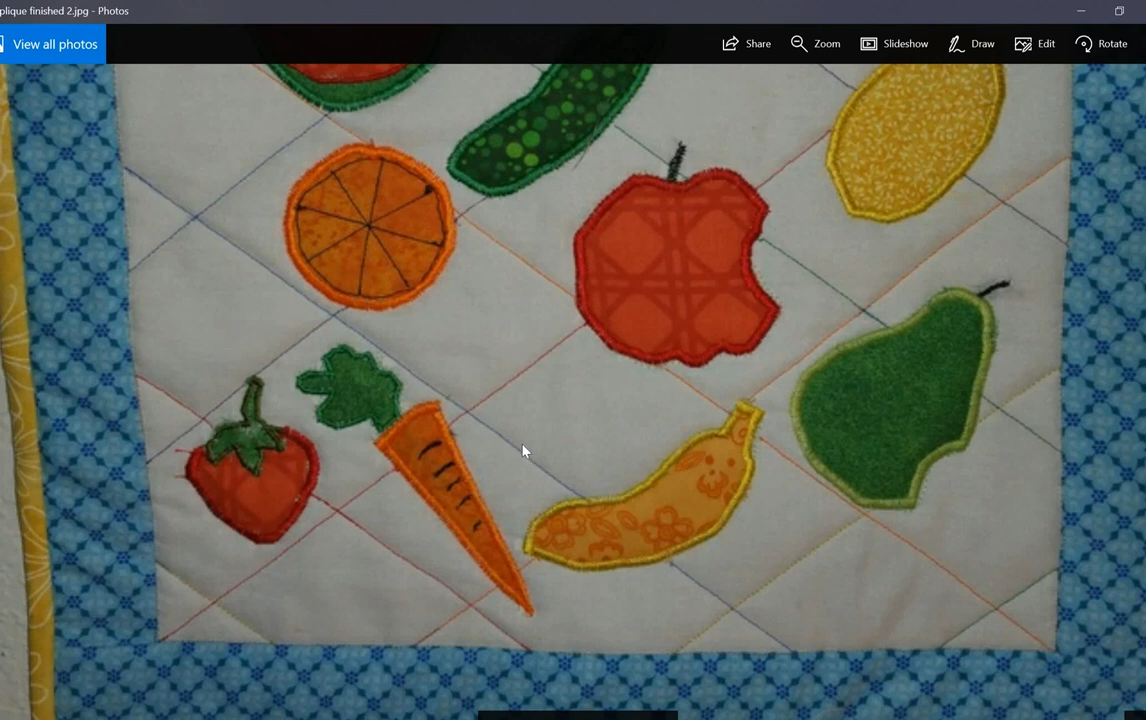 plique finished 2.jpg - Photos
View all photos
Share
Zoom
Slideshow
Draw
Edit
Rotate